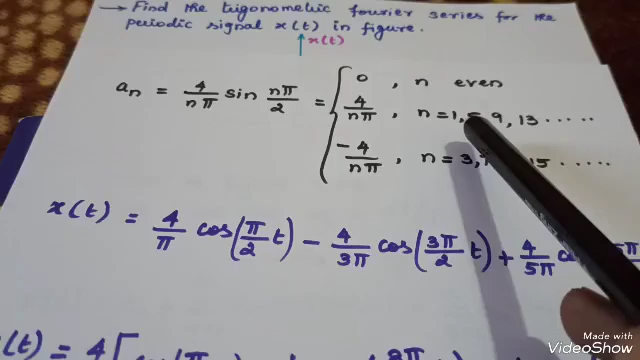 → Find the trigonometric fourier series for the
periodic signal x(t) in figure.
↑x(t)
aₙ = 4/nπ sin nπ/2 = { 0 , n even
4/nπ , n = 1, 9, 13 .....
-4/nπ , n = 3, 15 .....
x(t) = 4/π cos(π/2 t) - 4/3π cos(3π/2 t) + 4/5π
(t) = 4[
Made With
VideoShow